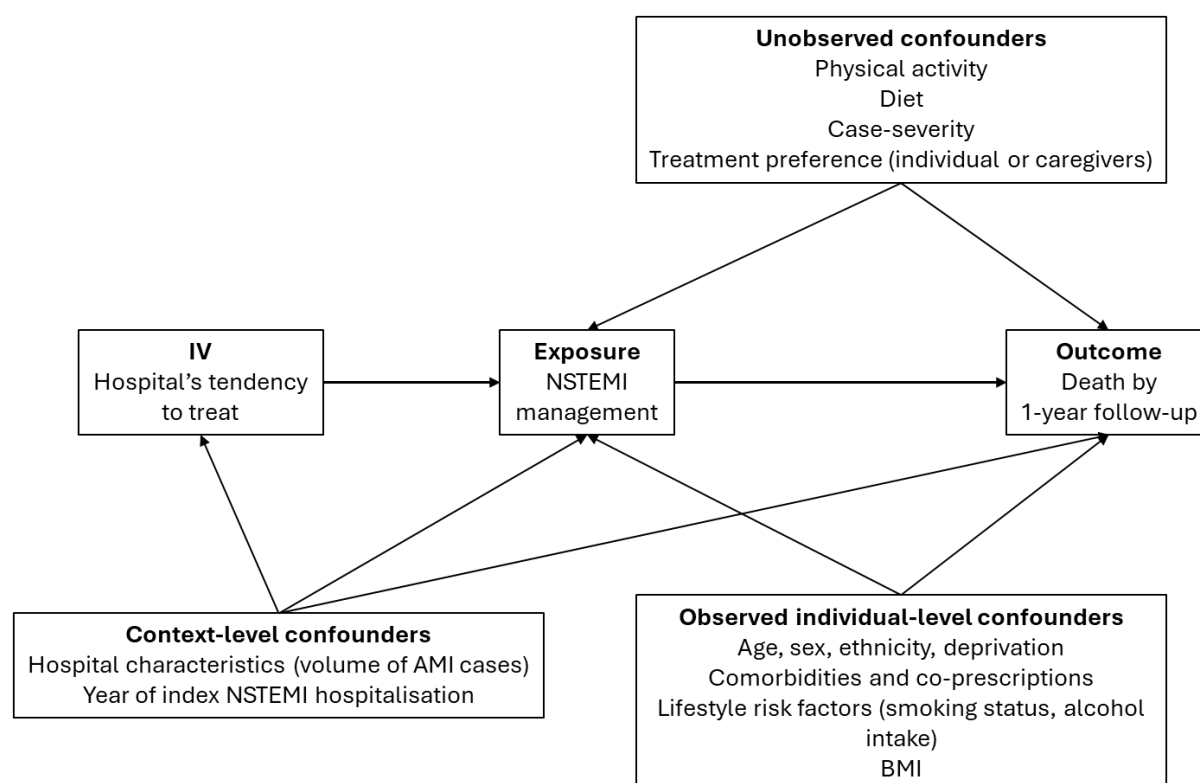 Unobserved confounders
Physical activity
Diet
Case-severity
Treatment preference (individual or caregivers)
IV
Hospital's tendency
to treat
Exposure
NSTEMI
management
Outcome
Death by
1-year follow-up
Context-level confounders
Hospital characteristics (volume of AMI cases)
Year of index NSTEMI hospitalisation
Observed individual-level confounders
Age, sex, ethnicity, deprivation
Comorbidities and co-prescriptions
Lifestyle risk factors (smoking status, alcohol
intake)
BMI